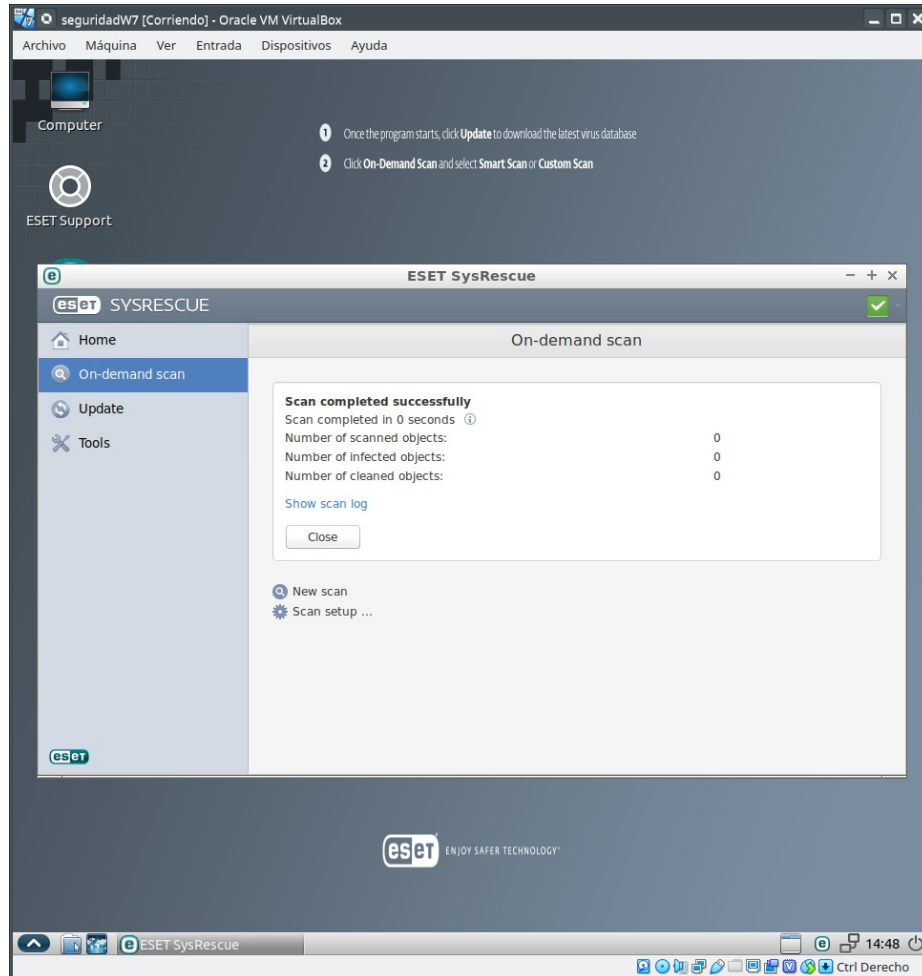 seguridadW7 [Corriendo] - Oracle VM VirtualBox
Archivo Máquina Ver Entrada Dispositivos Ayuda
Computer
1 Once the program starts, click Update to download the latest virus database
2 Click On-Demand Scan and select Smart Scan or Custom Scan
ESET Support
e ESET SysRescue
eset SYSRESCUE
Home
On-demand scan
Update
Tools
On-demand scan
Scan completed successfully
Scan completed in 0 seconds
Number of scanned objects: 0
Number of infected objects: 0
Number of cleaned objects: 0
Show scan log
Close
New scan
Scan setup ...
eset
eset ENJOY SAFER TECHNOLOGY™
e ESET SysRescue
e 14:48
Ctrl Derecho